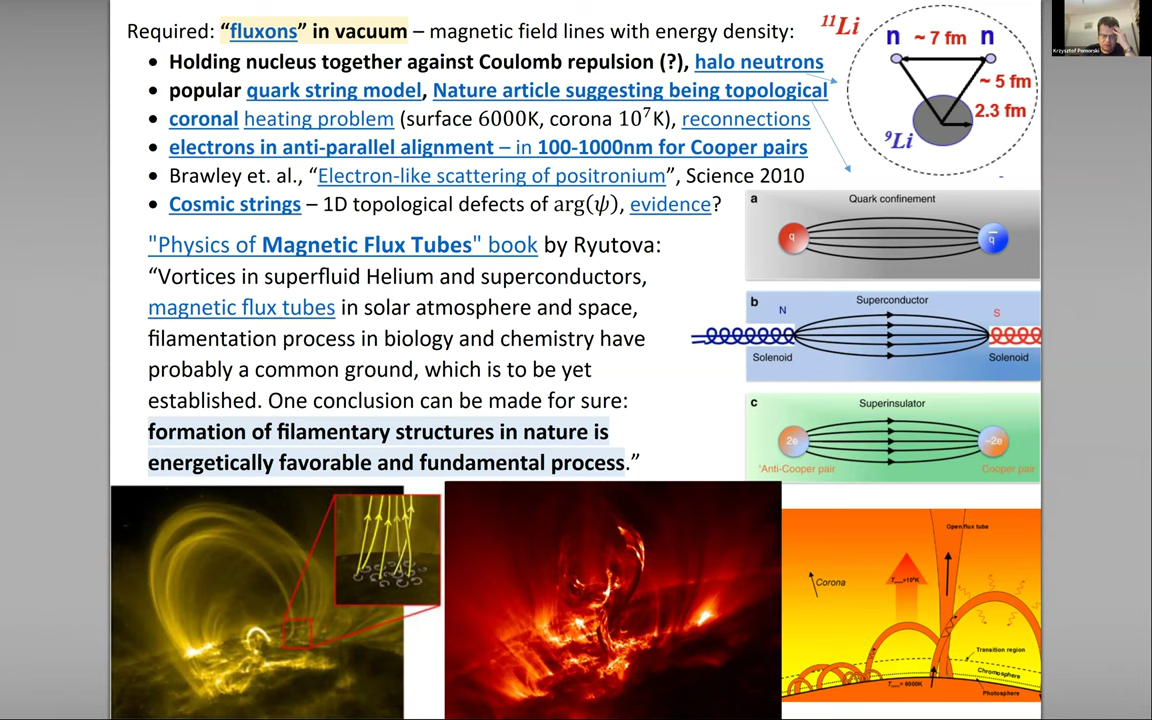 Required: “fluxons” in vacuum – magnetic field lines with energy density:
• Holding nucleus together against Coulomb repulsion (?), halo neutrons
• popular quark string model, Nature article suggesting being topological
• coronal heating problem (surface 6000K, corona 10⁷K), reconnections
• electrons in anti-parallel alignment – in 100-1000nm for Cooper pairs
• Brawley et. al., “Electron-like scattering of positronium”, Science 2010
• Cosmic strings – 1D topological defects of arg(ψ), evidence?
"Physics of Magnetic Flux Tubes" book by Ryutova:
“Vortices in superfluid Helium and superconductors,
magnetic flux tubes in solar atmosphere and space,
filamentation process in biology and chemistry have
probably a common ground, which is to be yet
established. One conclusion can be made for sure:
formation of filamentary structures in nature is
energetically favorable and fundamental process.”
¹¹Li
n ~ 7 fm n
~ 5 fm
2.3 fm
⁹Li
a Quark confinement
q q̅
b Superconductor
N S
Solenoid Solenoid
c Superinsulator
2e -2e
'Anti-Cooper pair Cooper pair
Open flux tube
Corona
Transition region
Chromosphere
Photosphere
Krzysztof Pomorski